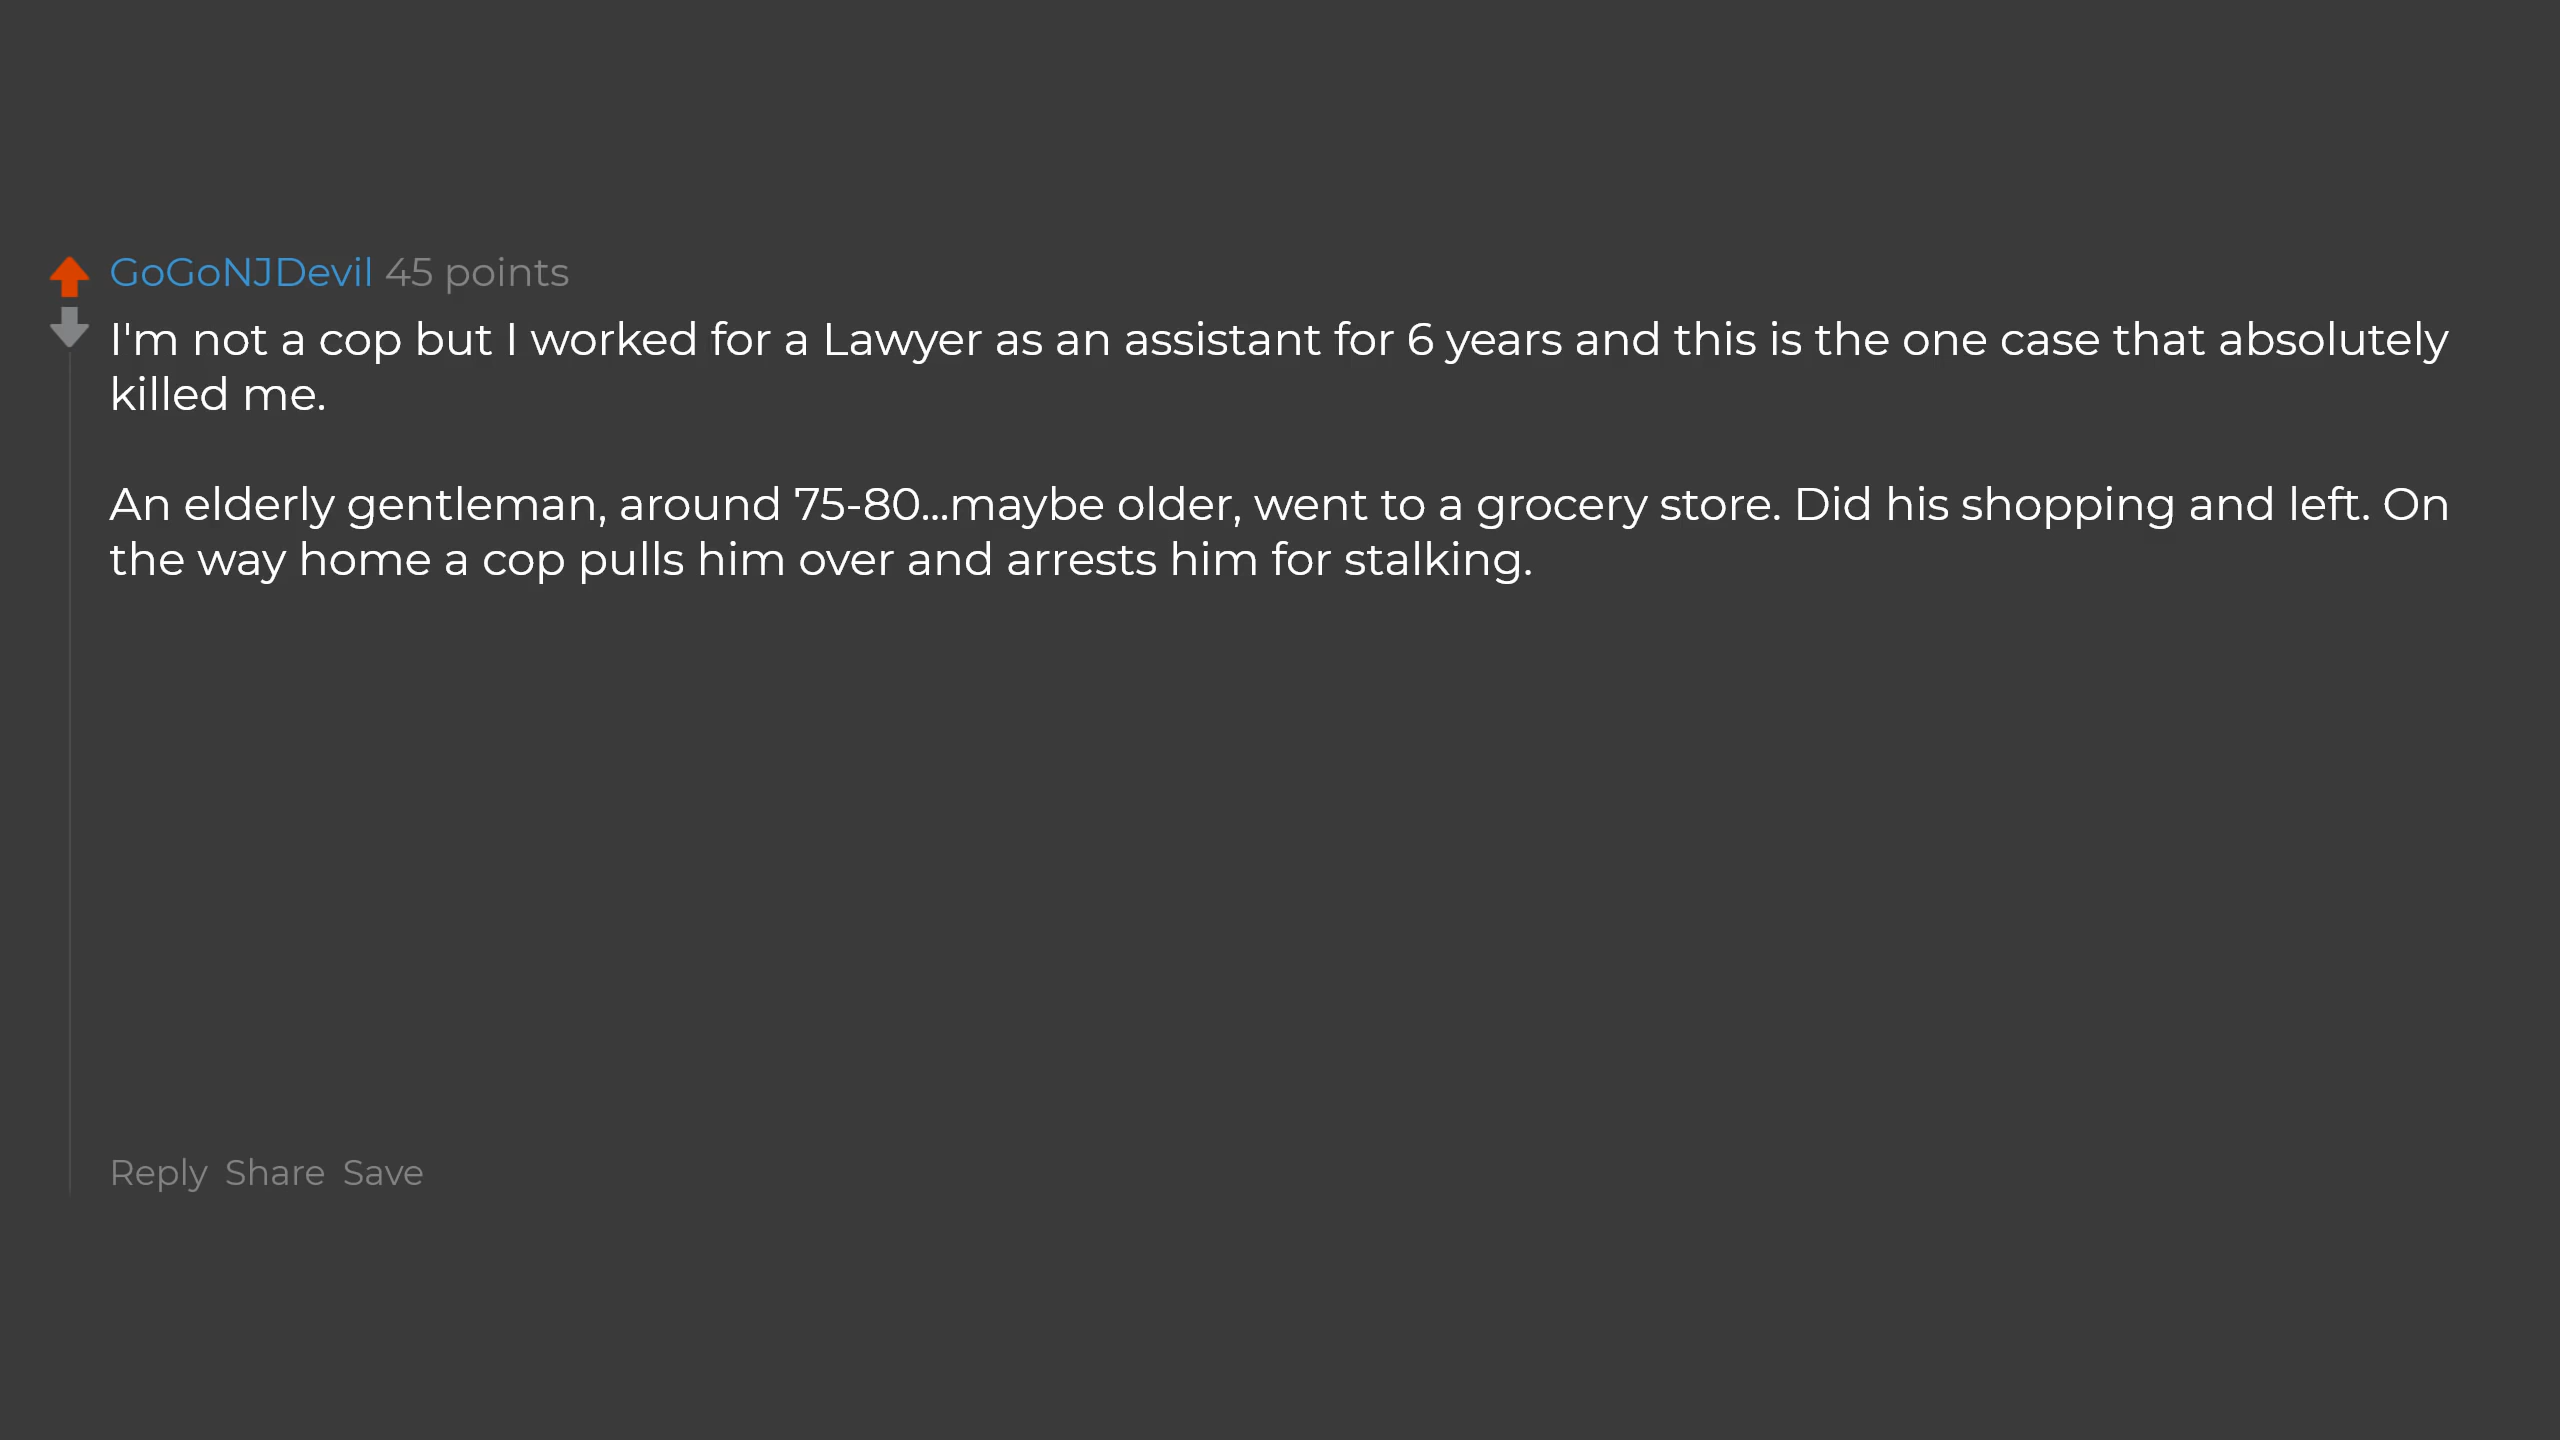 GoGoNJDevil 45 points
I'm not a cop but I worked for a Lawyer as an assistant for 6 years and this is the one case that absolutely
killed me.
An elderly gentleman, around 75-80...maybe older, went to a grocery store. Did his shopping and left. On
the way home a cop pulls him over and arrests him for stalking.
Reply Share Save